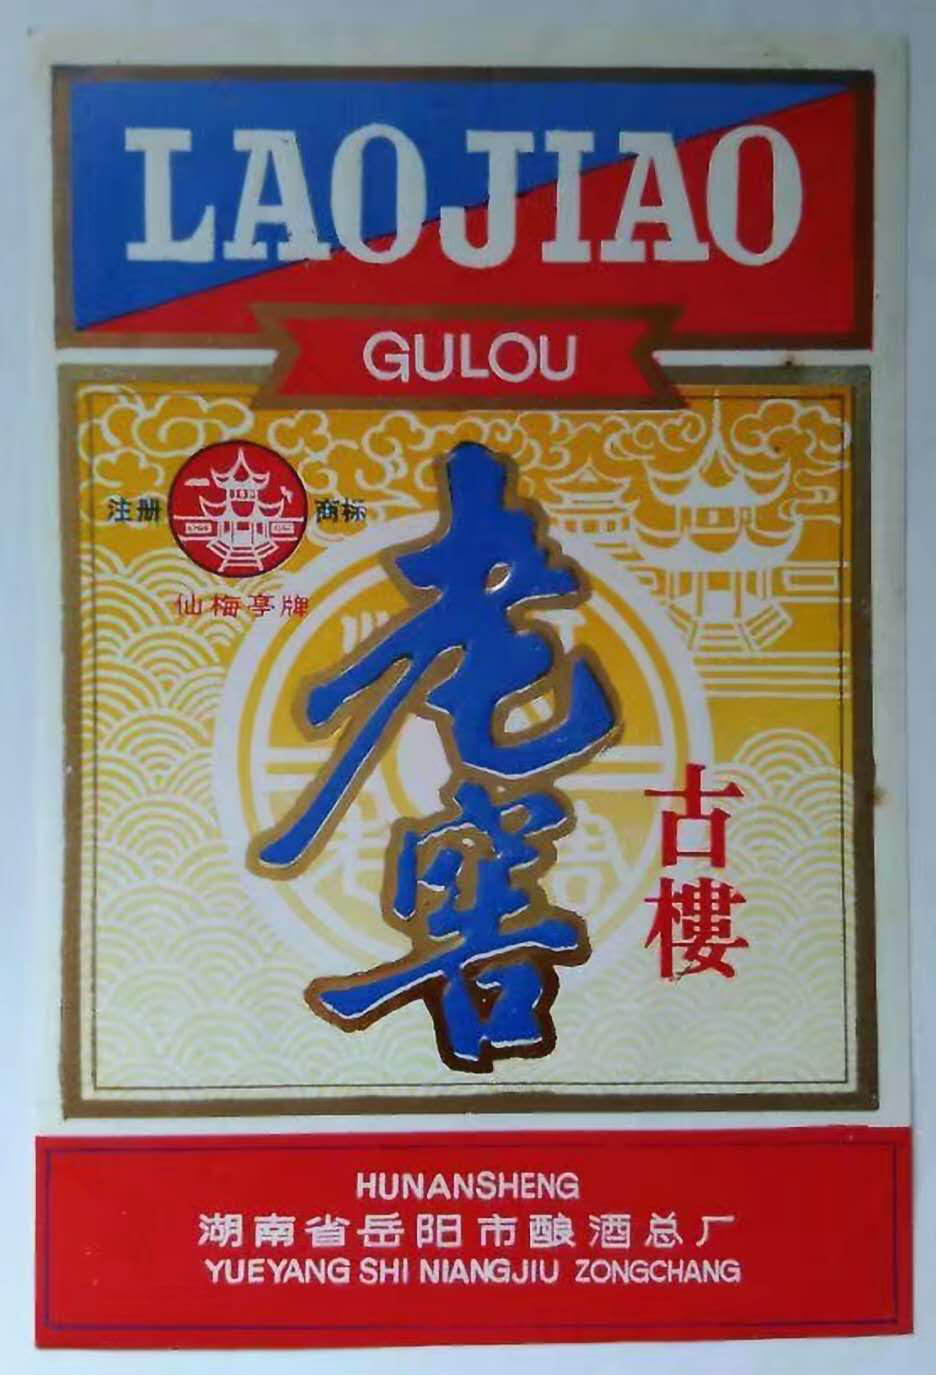 LAOJIAO
GULOU
注册 商标
仙梅亭牌
老窖
古樓
HUNANSHENG
湖南省岳阳市酿酒总厂
YUEYANG SHI NIANGJIU ZONGCHANG